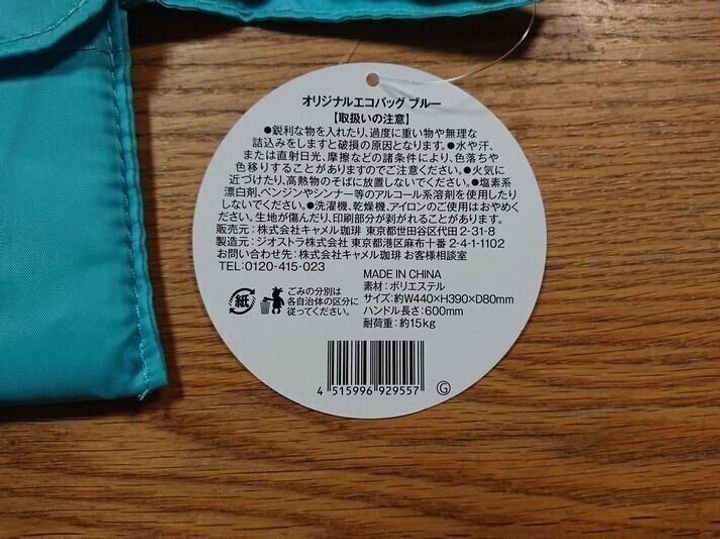 オリジナルエコバッグ ブルー
【取扱いの注意】
●鋭利な物を入れたり、過度に重い物や無理な
詰込みをしますと破損の原因となります。●水や汗、
または直射日光、摩擦などの諸条件により、色落ちや
色移りすることがありますのでご注意ください。●火気に
近づけたり、高熱物のそばに放置しないでください。●塩素系
漂白剤、ベンジンやシンナー等のアルコール系溶剤を使用したり
しないでください。●洗濯機、乾燥機、アイロンのご使用はおやめく
ださい。生地が傷んだり、印刷部分が剥がれることがあります。
販売元：株式会社キャメル珈琲 東京都世田谷区代田 2-31-8
製造元：ジオストラ株式会社 東京都港区麻布十番 2-4-1-1102
お問い合わせ先：株式会社キャメル珈琲 お客様相談室
TEL:0120-415-023
紙
ごみの分別は
各自治体の区分に
従ってください。
MADE IN CHINA
素材：ポリエステル
サイズ：約W440×H390×D80mm
ハンドル長さ：600mm
耐荷重：約15kg
4 515996 929557
G